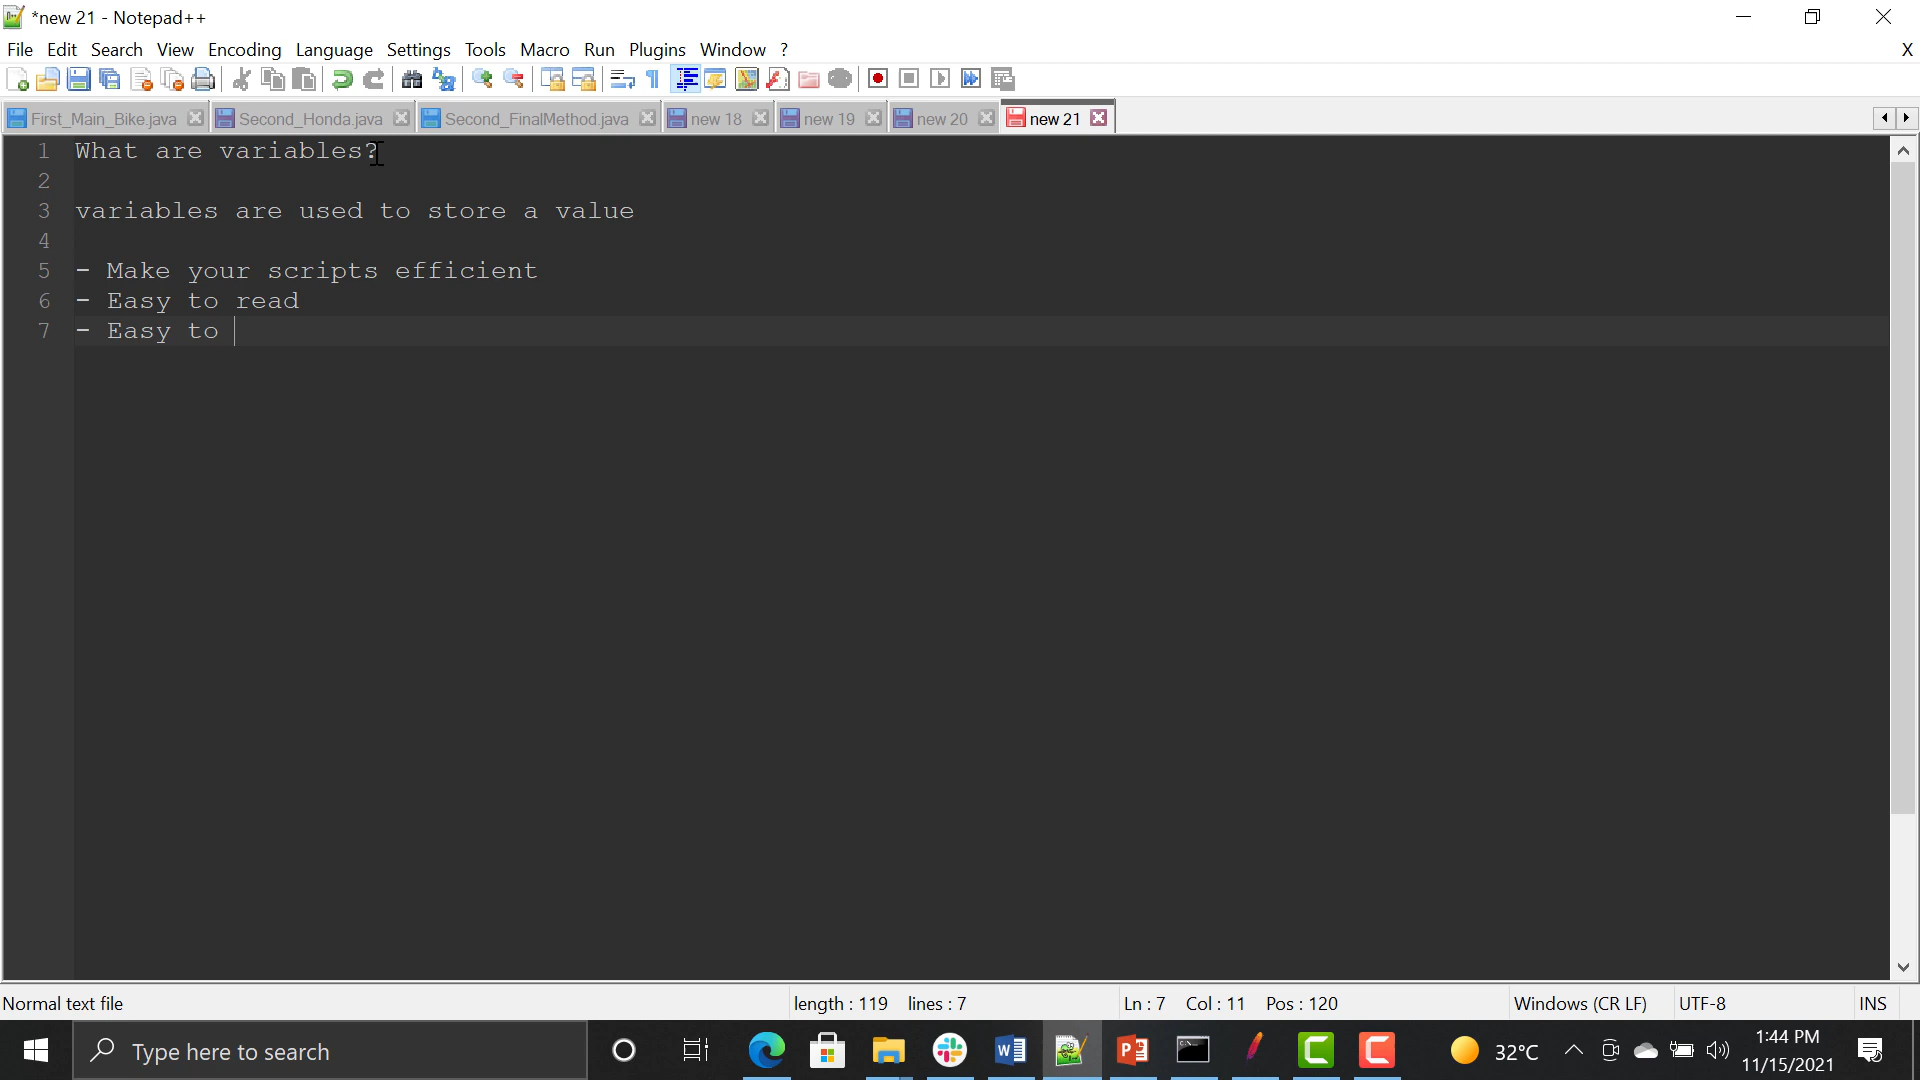 *new 21 - Notepad++
File Edit Search View Encoding Language Settings Tools Macro Run Plugins Window ? X
First_Main_Bike.java Second_Honda.java Second_FinalMethod.java new 18 new 19 new 20 new 21
1 What are variables?
2
3 variables are used to store a value
4
5 - Make your scripts efficient
6 - Easy to read
7 - Easy to
Normal text file length : 119 lines : 7 Ln : 7 Col : 11 Pos : 120 Windows (CR LF) UTF-8 INS
Type here to search 32°C 1:44 PM
11/15/2021